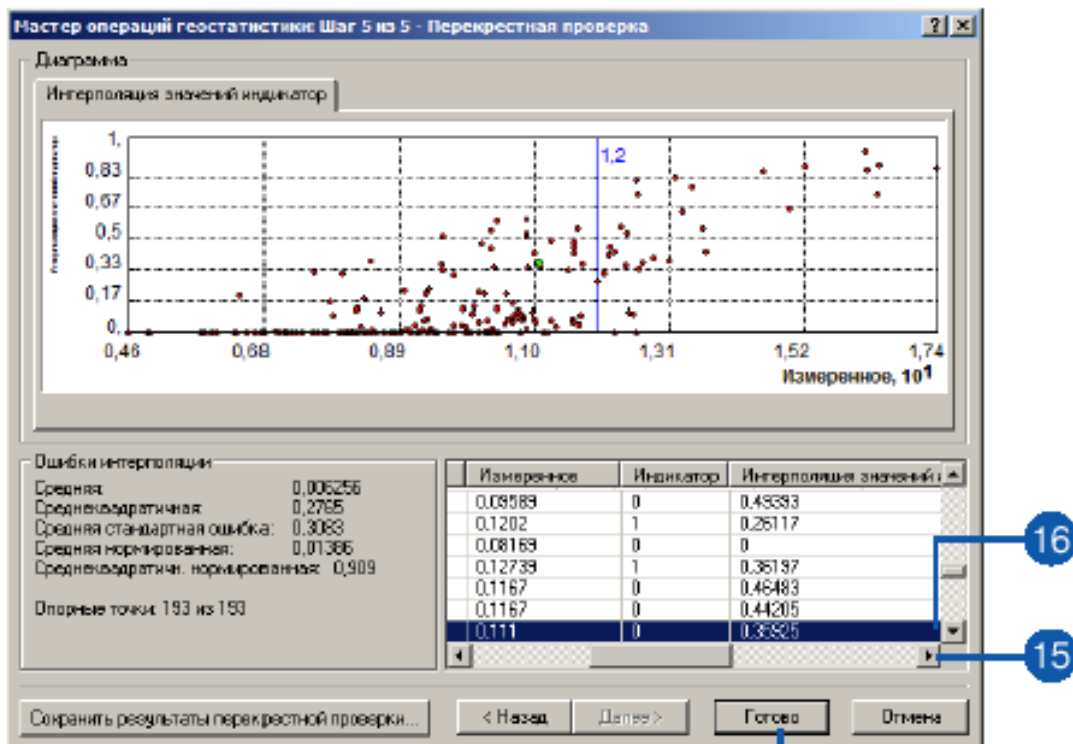 Мастер операций геостатистики: Шаг 5 из 5 - Перекрестная проверка
Диаграмма
Интерполяция значений индикатор
1,
0,83
0,67
0,5
0,33
0,17
0,
1,2
0,46 0,68 0,89 1,10 1,31 1,52 1,74
Измеренное, 10¹
Ошибки интерполяции
Средняя: 0,006256
Среднеквадратичная: 0,2765
Средняя стандартная ошибка: 0,3083
Средняя нормированная: 0,01386
Среднеквадратичн. нормированная: 0,909
Опорные точки: 193 из 193
Измеренное Индикатор Интерполяция значений
0.09589 0 0.49393
0.1202 1 0.26117
0.08169 0 0
0.12739 1 0.36197
0.1167 0 0.46483
0.1167 0 0.44205
0.111 0 0.35925
16
15
Сохранить результаты перекрестной проверки... < Назад Далее > Готово Отмена